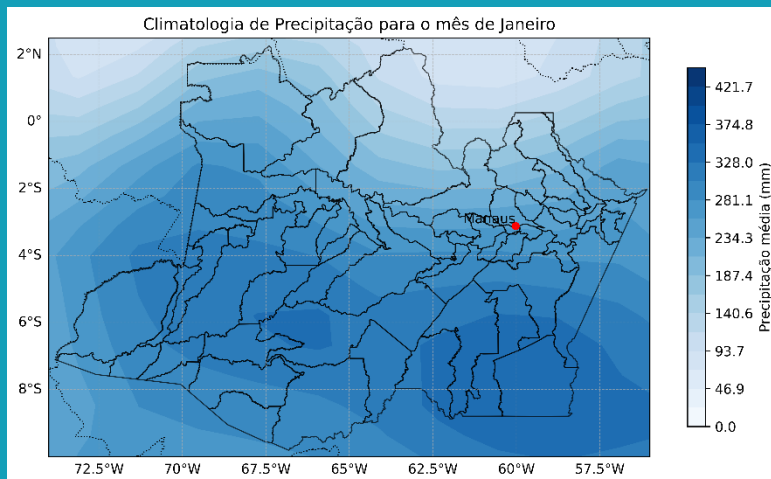 Climatologia de Precipitação para o mês de Janeiro
2°N
0°
2°S
4°S
6°S
8°S
72.5°W 70°W 67.5°W 65°W 62.5°W 60°W 57.5°W
Manaus
421.7
374.8
328.0
281.1
234.3
187.4
140.6
93.7
46.9
0.0
Precipitação média (mm)